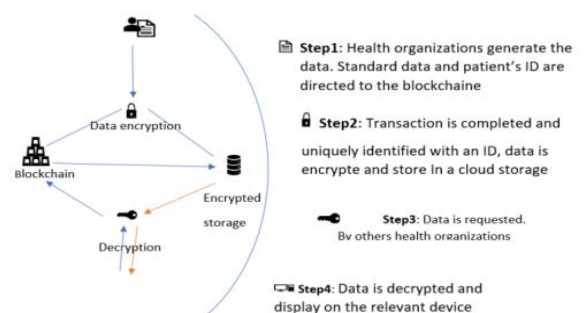 Step1: Health organizations generate the
data. Standard data and patient's ID are
directed to the blockchaine
Step2: Transaction is completed and
uniquely identified with an ID, data is
encrypte and store In a cloud storage
Step3: Data is requested.
By others health organizations
Step4: Data is decrypted and
display on the relevant device
Data encryption
Blockchain
Encrypted
storage
Decryption